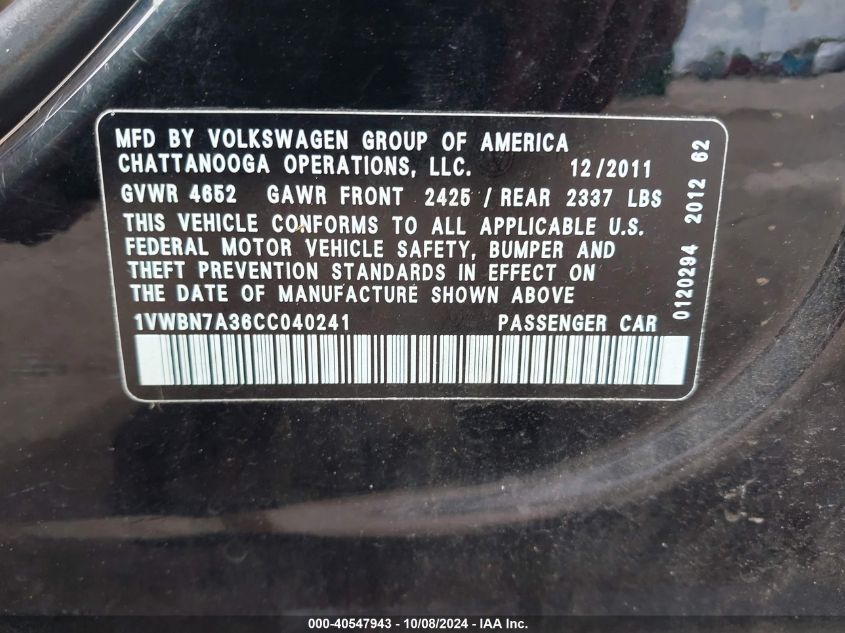 MFD BY VOLKSWAGEN GROUP OF AMERICA
CHATTANOOGA OPERATIONS, LLC. 12/2011
GVWR 4652 GAWR FRONT 2425 / REAR 2337 LBS
THIS VEHICLE CONFORMS TO ALL APPLICABLE U.S.
FEDERAL MOTOR VEHICLE SAFETY, BUMPER AND
THEFT PREVENTION STANDARDS IN EFFECT ON
THE DATE OF MANUFACTURE SHOWN ABOVE
1VWBN7A36CC040241 PASSENGER CAR
0120294 2012 62
000-40547943 - 10/08/2024 - IAA Inc.